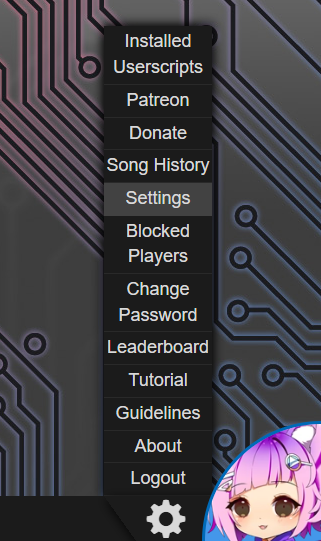 Installed
Userscripts
Patreon
Donate
Song History
Settings
Blocked
Players
Change
Password
Leaderboard
Tutorial
Guidelines
About
Logout